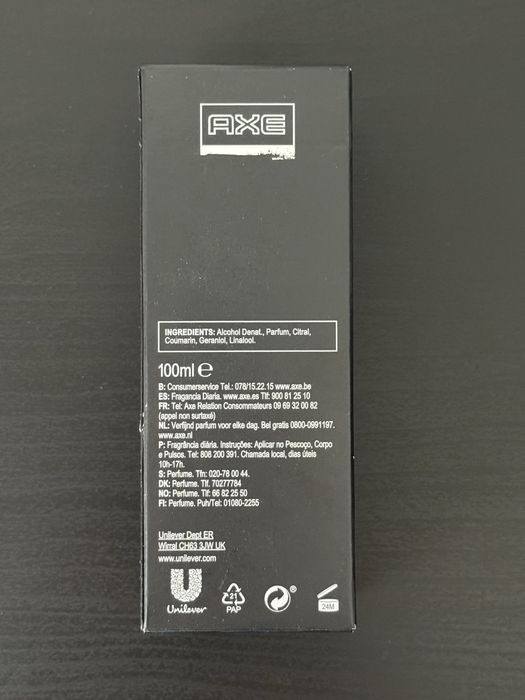 AXE
INGREDIENTS: Alcohol Denat., Parfum, Citral,
Coumarin, Geraniol, Linalool.
100ml ℮
B: Consumerservice Tel.: 078/15.22.15 www.axe.be
ES: Fragancia Diaria. www.axe.es Tlf: 900 81 25 10
FR: Tel: Axe Relation Consommateurs 09 69 32 00 82
(appel non surtaxé)
NL: Verfijnd parfum voor elke dag. Bel gratis 0800-0991197.
www.axe.nl
P: Fragrância diária. Instruções: Aplicar no Pescoço, Corpo
e Pulsos. Tel: 808 200 391. Chamada local, dias úteis
10h-17h.
S: Perfume. Tfn: 020-78 00 44.
DK: Perfume. Tlf: 70277784
NO: Perfume. Tlf: 66 82 25 50
FI: Perfume. Puh/Tel: 01080-2255
Unilever Dept ER
Wirral CH63 3JW UK
www.unilever.com
Unilever
21
PAP
®
24M